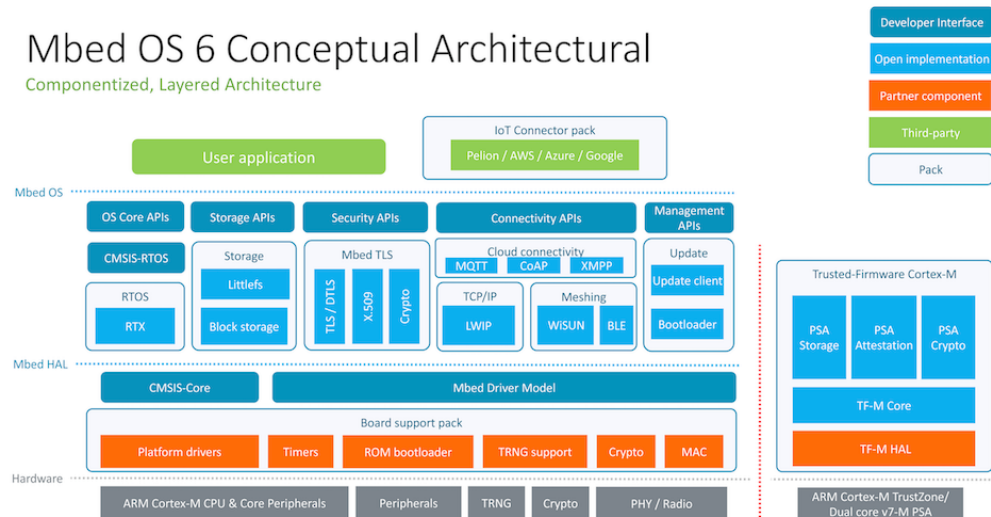 Mbed OS 6 Conceptual Architectural
Componentized, Layered Architecture
Developer Interface
Open implementation
Partner component
Third-party
Pack
User application
IoT Connector pack
Pelion / AWS / Azure / Google
Mbed OS
OS Core APIs
Storage APIs
Security APIs
Connectivity APIs
Management
APIs
CMSIS-RTOS
RTOS
RTX
Storage
Littlefs
Block storage
Mbed TLS
TLS / DTLS
X.509
Crypto
Cloud connectivity
MQTT
CoAP
XMPP
TCP/IP
LWIP
Meshing
WiSUN
BLE
Update
Update client
Bootloader
Trusted-Firmware Cortex-M
PSA
Storage
PSA
Attestation
PSA
Crypto
TF-M Core
TF-M HAL
Mbed HAL
CMSIS-Core
Mbed Driver Model
Board support pack
Platform drivers
Timers
ROM bootloader
TRNG support
Crypto
MAC
Hardware
ARM Cortex-M CPU & Core Peripherals
Peripherals
TRNG
Crypto
PHY / Radio
ARM Cortex-M TrustZone/
Dual core v7-M PSA